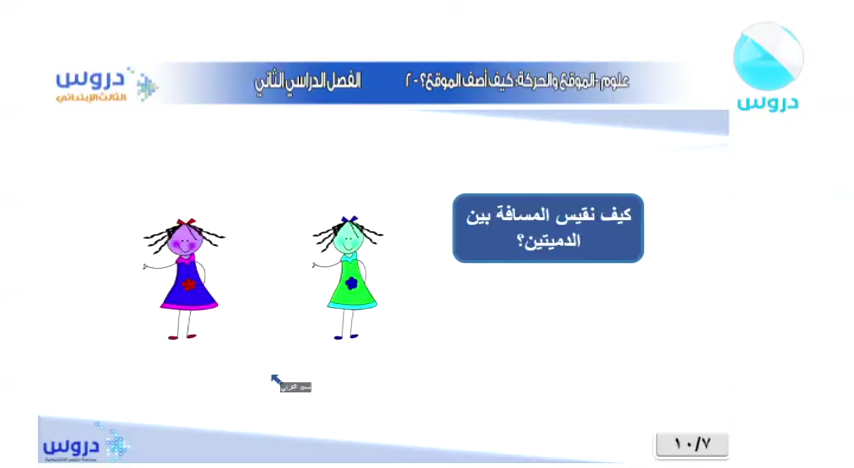 دروس
علوم -الموقع والحركة: كيف أصف الموقع؟ - ٢
الفصل الدراسي الثاني
دروس
الثالث الإبتدائي
كيف نقيس المسافة بين
الدميتين؟
دروس
١٠/٧